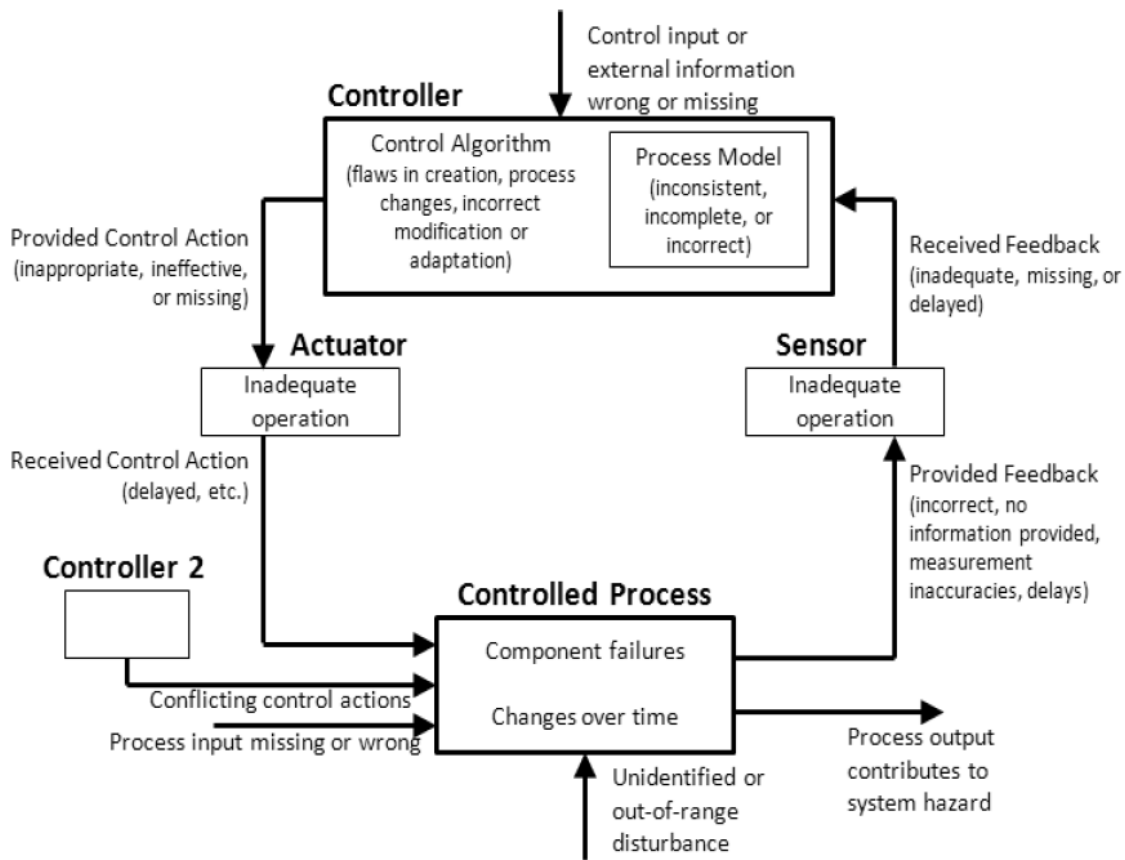 Control input or
external information
wrong or missing
Controller
Control Algorithm
(flaws in creation, process
changes, incorrect
modification or
adaptation)
Process Model
(inconsistent,
incomplete, or
incorrect)
Provided Control Action
(inappropriate, ineffective,
or missing)
Received Feedback
(inadequate, missing, or
delayed)
Actuator
Inadequate
operation
Sensor
Inadequate
operation
Received Control Action
(delayed, etc.)
Provided Feedback
(incorrect, no
information provided,
measurement
inaccuracies, delays)
Controller 2
Controlled Process
Component failures
Changes over time
Conflicting control actions
Process input missing or wrong
Process output
contributes to
system hazard
Unidentified or
out-of-range
disturbance